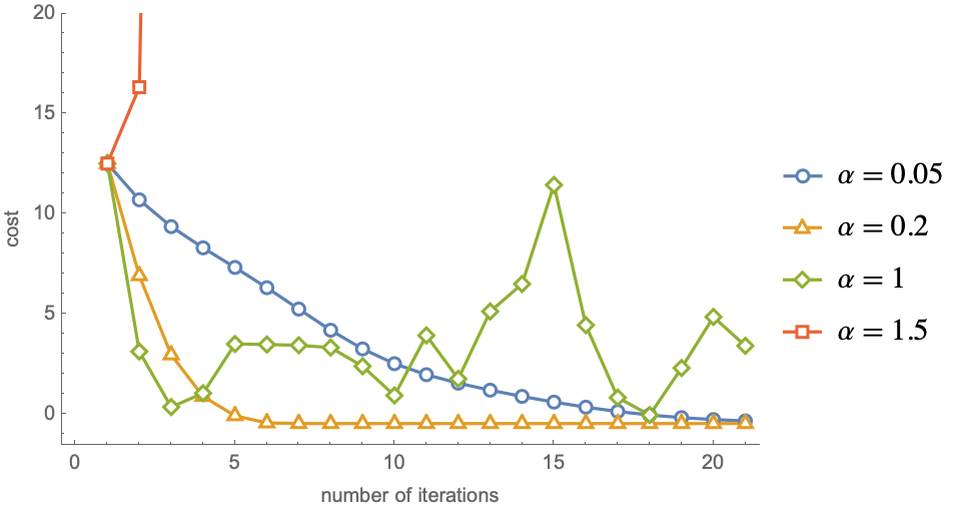 20
15
10
5
0
cost
0 5 10 15 20
number of iterations
α = 0.05
α = 0.2
α = 1
α = 1.5